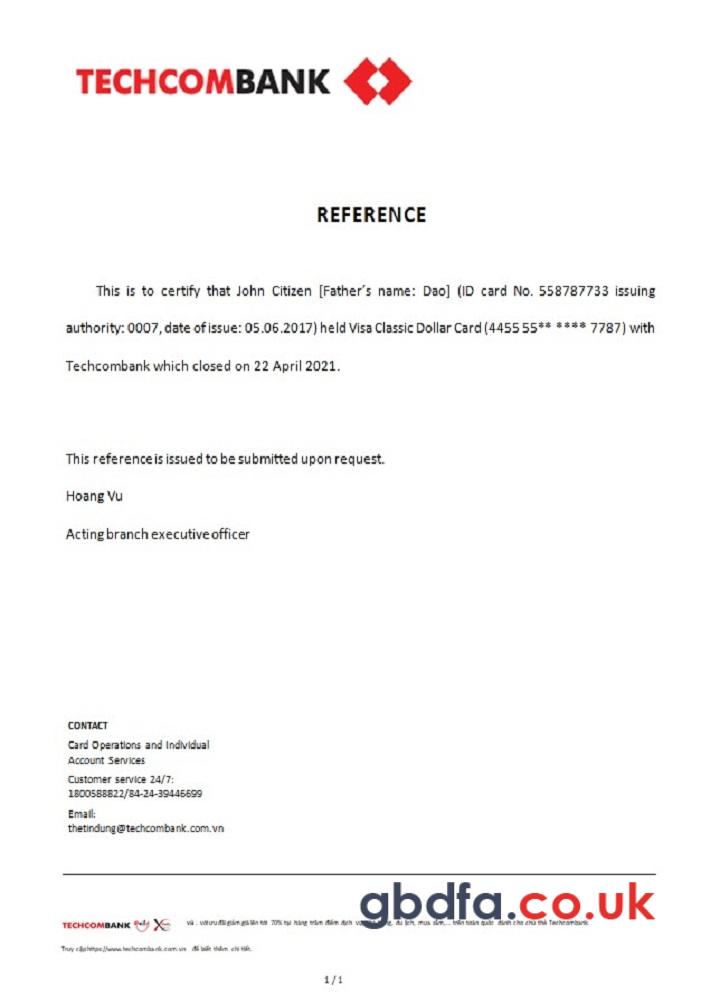 TECHCOMBANK
REFERENCE
This is to certify that John Citizen [Father's name: Dao] (ID card No. 558787733 issuing
authority: 0007, date of issue: 05.06.2017) held Visa Classic Dollar Card (4455 55** **** 7787) with
Techcombank which closed on 22 April 2021.
This reference is issued to be submitted upon request.
Hoang Vu
Acting branch executive officer
CONTACT
Card Operations and Individual
Account Services
Customer service 24/7:
1800588822/84-24-39446699
Email:
thetindung@techcombank.com.vn
gbdfa.co.uk
TECHCOMBANK và . với ưu đãi giảm giá lên tới 70% tại hàng trăm điểm dịch du lịch, mua sắm,... trên toàn quốc dành cho chủ thẻ Techcombank
Truy cập https://www.techcombank.com.vn để biết thêm chi tiết.
1 / 1